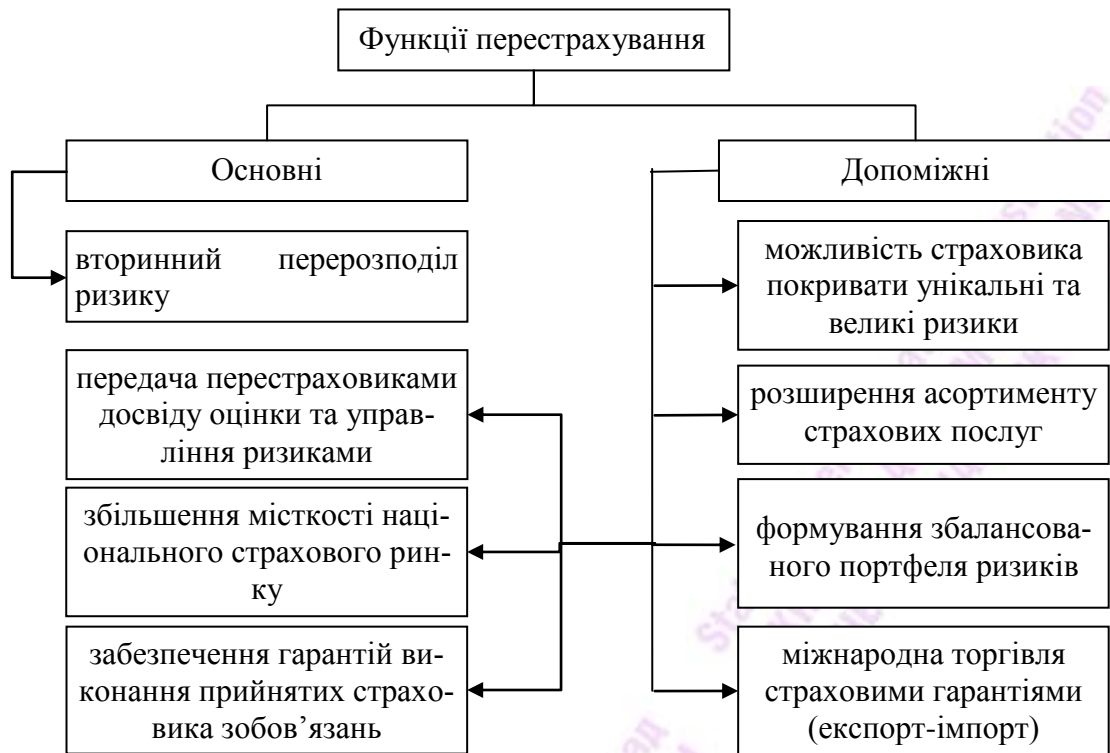 Функції перестрахування
Основні
Допоміжні
вторинний перерозподіл
ризику
можливість страховика
покривати унікальні та
великі ризики
передача перестраховиками
досвіду оцінки та управ-
ління ризиками
розширення асортименту
страхових послуг
збільшення місткості наці-
онального страхового рин-
ку
формування збалансова-
ного портфеля ризиків
забезпечення гарантій ви-
конання прийнятих страхо-
вика зобов’язань
міжнародна торгівля
страховими гарантіями
(експорт-імпорт)